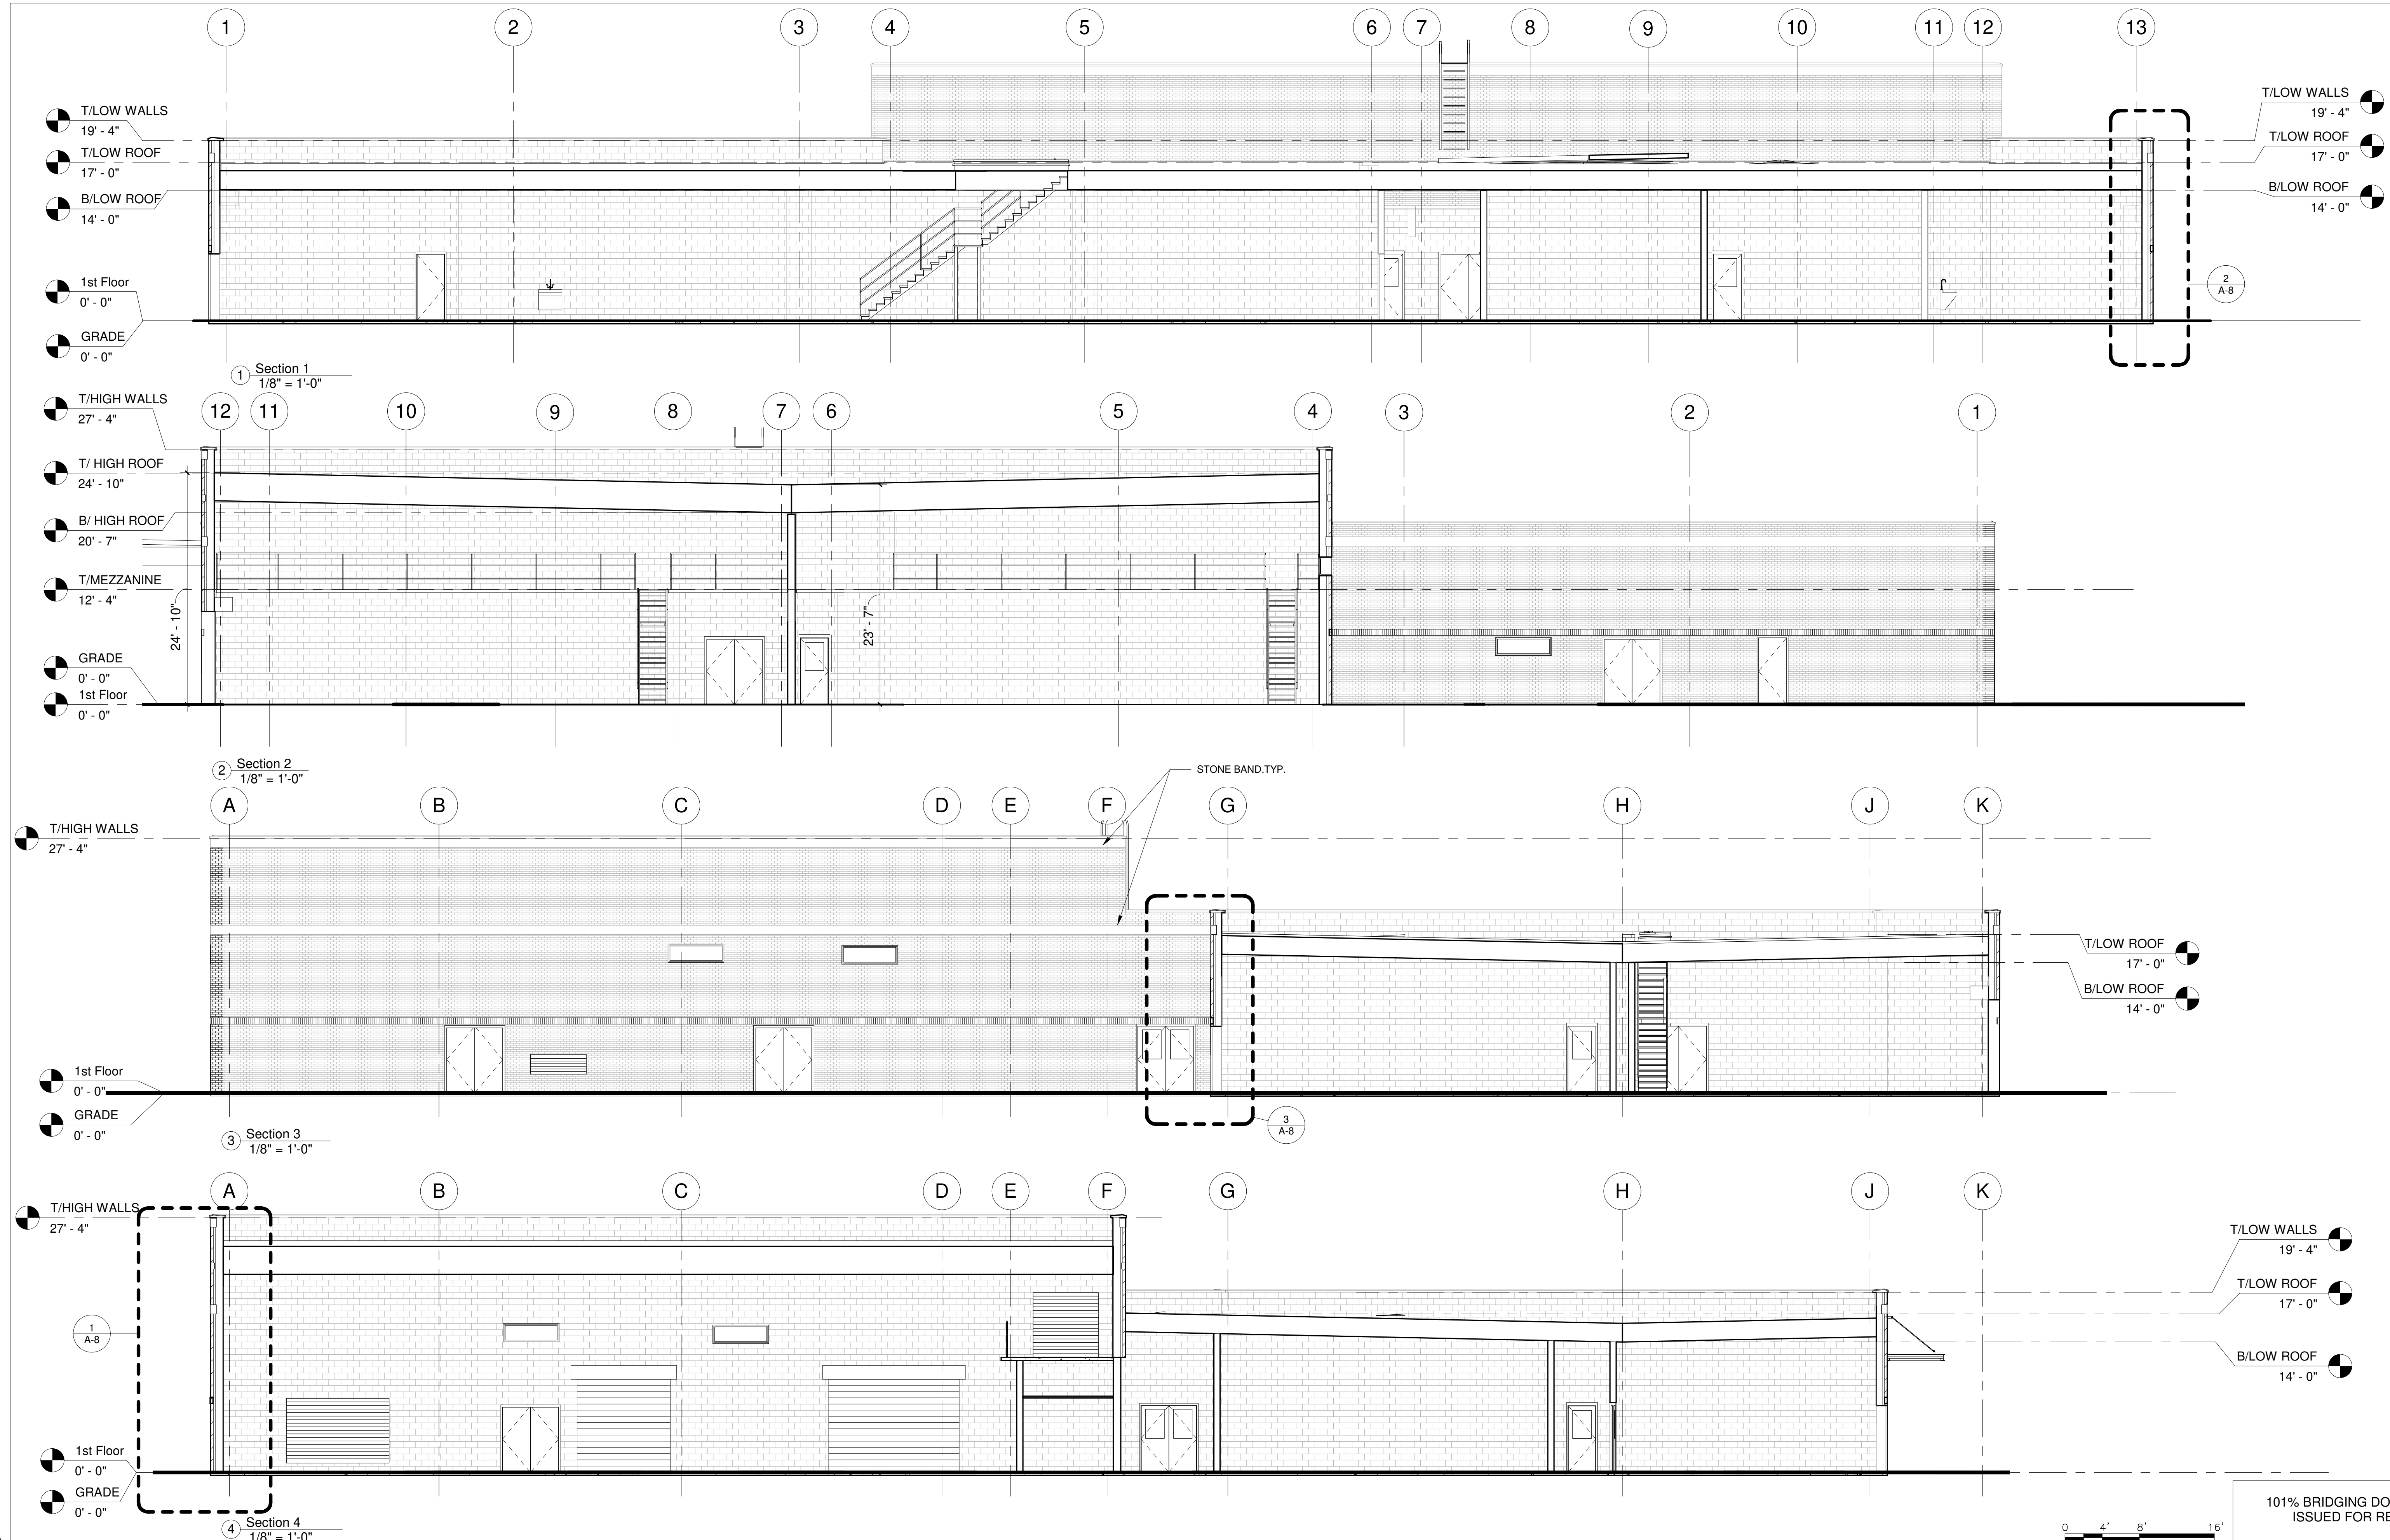 1 2 3 4 5 6 7 8 9 10 11 12 13
T/LOW WALLS
19' - 4"
T/LOW ROOF
17' - 0"
B/LOW ROOF
14' - 0"
1st Floor
0' - 0"
GRADE
0' - 0"
T/LOW WALLS
19' - 4"
T/LOW ROOF
17' - 0"
B/LOW ROOF
14' - 0"
2
A-8
1 Section 1
1/8" = 1'-0"
12 11 10 9 8 7 6 5 4 3 2 1
T/HIGH WALLS
27' - 4"
T/ HIGH ROOF
24' - 10"
B/ HIGH ROOF
20' - 7"
T/MEZZANINE
12' - 4"
GRADE
0' - 0"
1st Floor
0' - 0"
24' - 10"
23' - 7"
2 Section 2
1/8" = 1'-0"
STONE BAND.TYP.
A B C D E F G H J K
T/HIGH WALLS
27' - 4"
1st Floor
0' - 0"
GRADE
0' - 0"
T/LOW ROOF
17' - 0"
B/LOW ROOF
14' - 0"
3
A-8
3 Section 3
1/8" = 1'-0"
A B C D E F G H J K
T/HIGH WALLS
27' - 4"
1
A-8
1st Floor
0' - 0"
GRADE
0' - 0"
T/LOW WALLS
19' - 4"
T/LOW ROOF
17' - 0"
B/LOW ROOF
14' - 0"
4 Section 4
1/8" = 1'-0"
0 4' 8' 16'
101% BRIDGING DO
ISSUED FOR RE